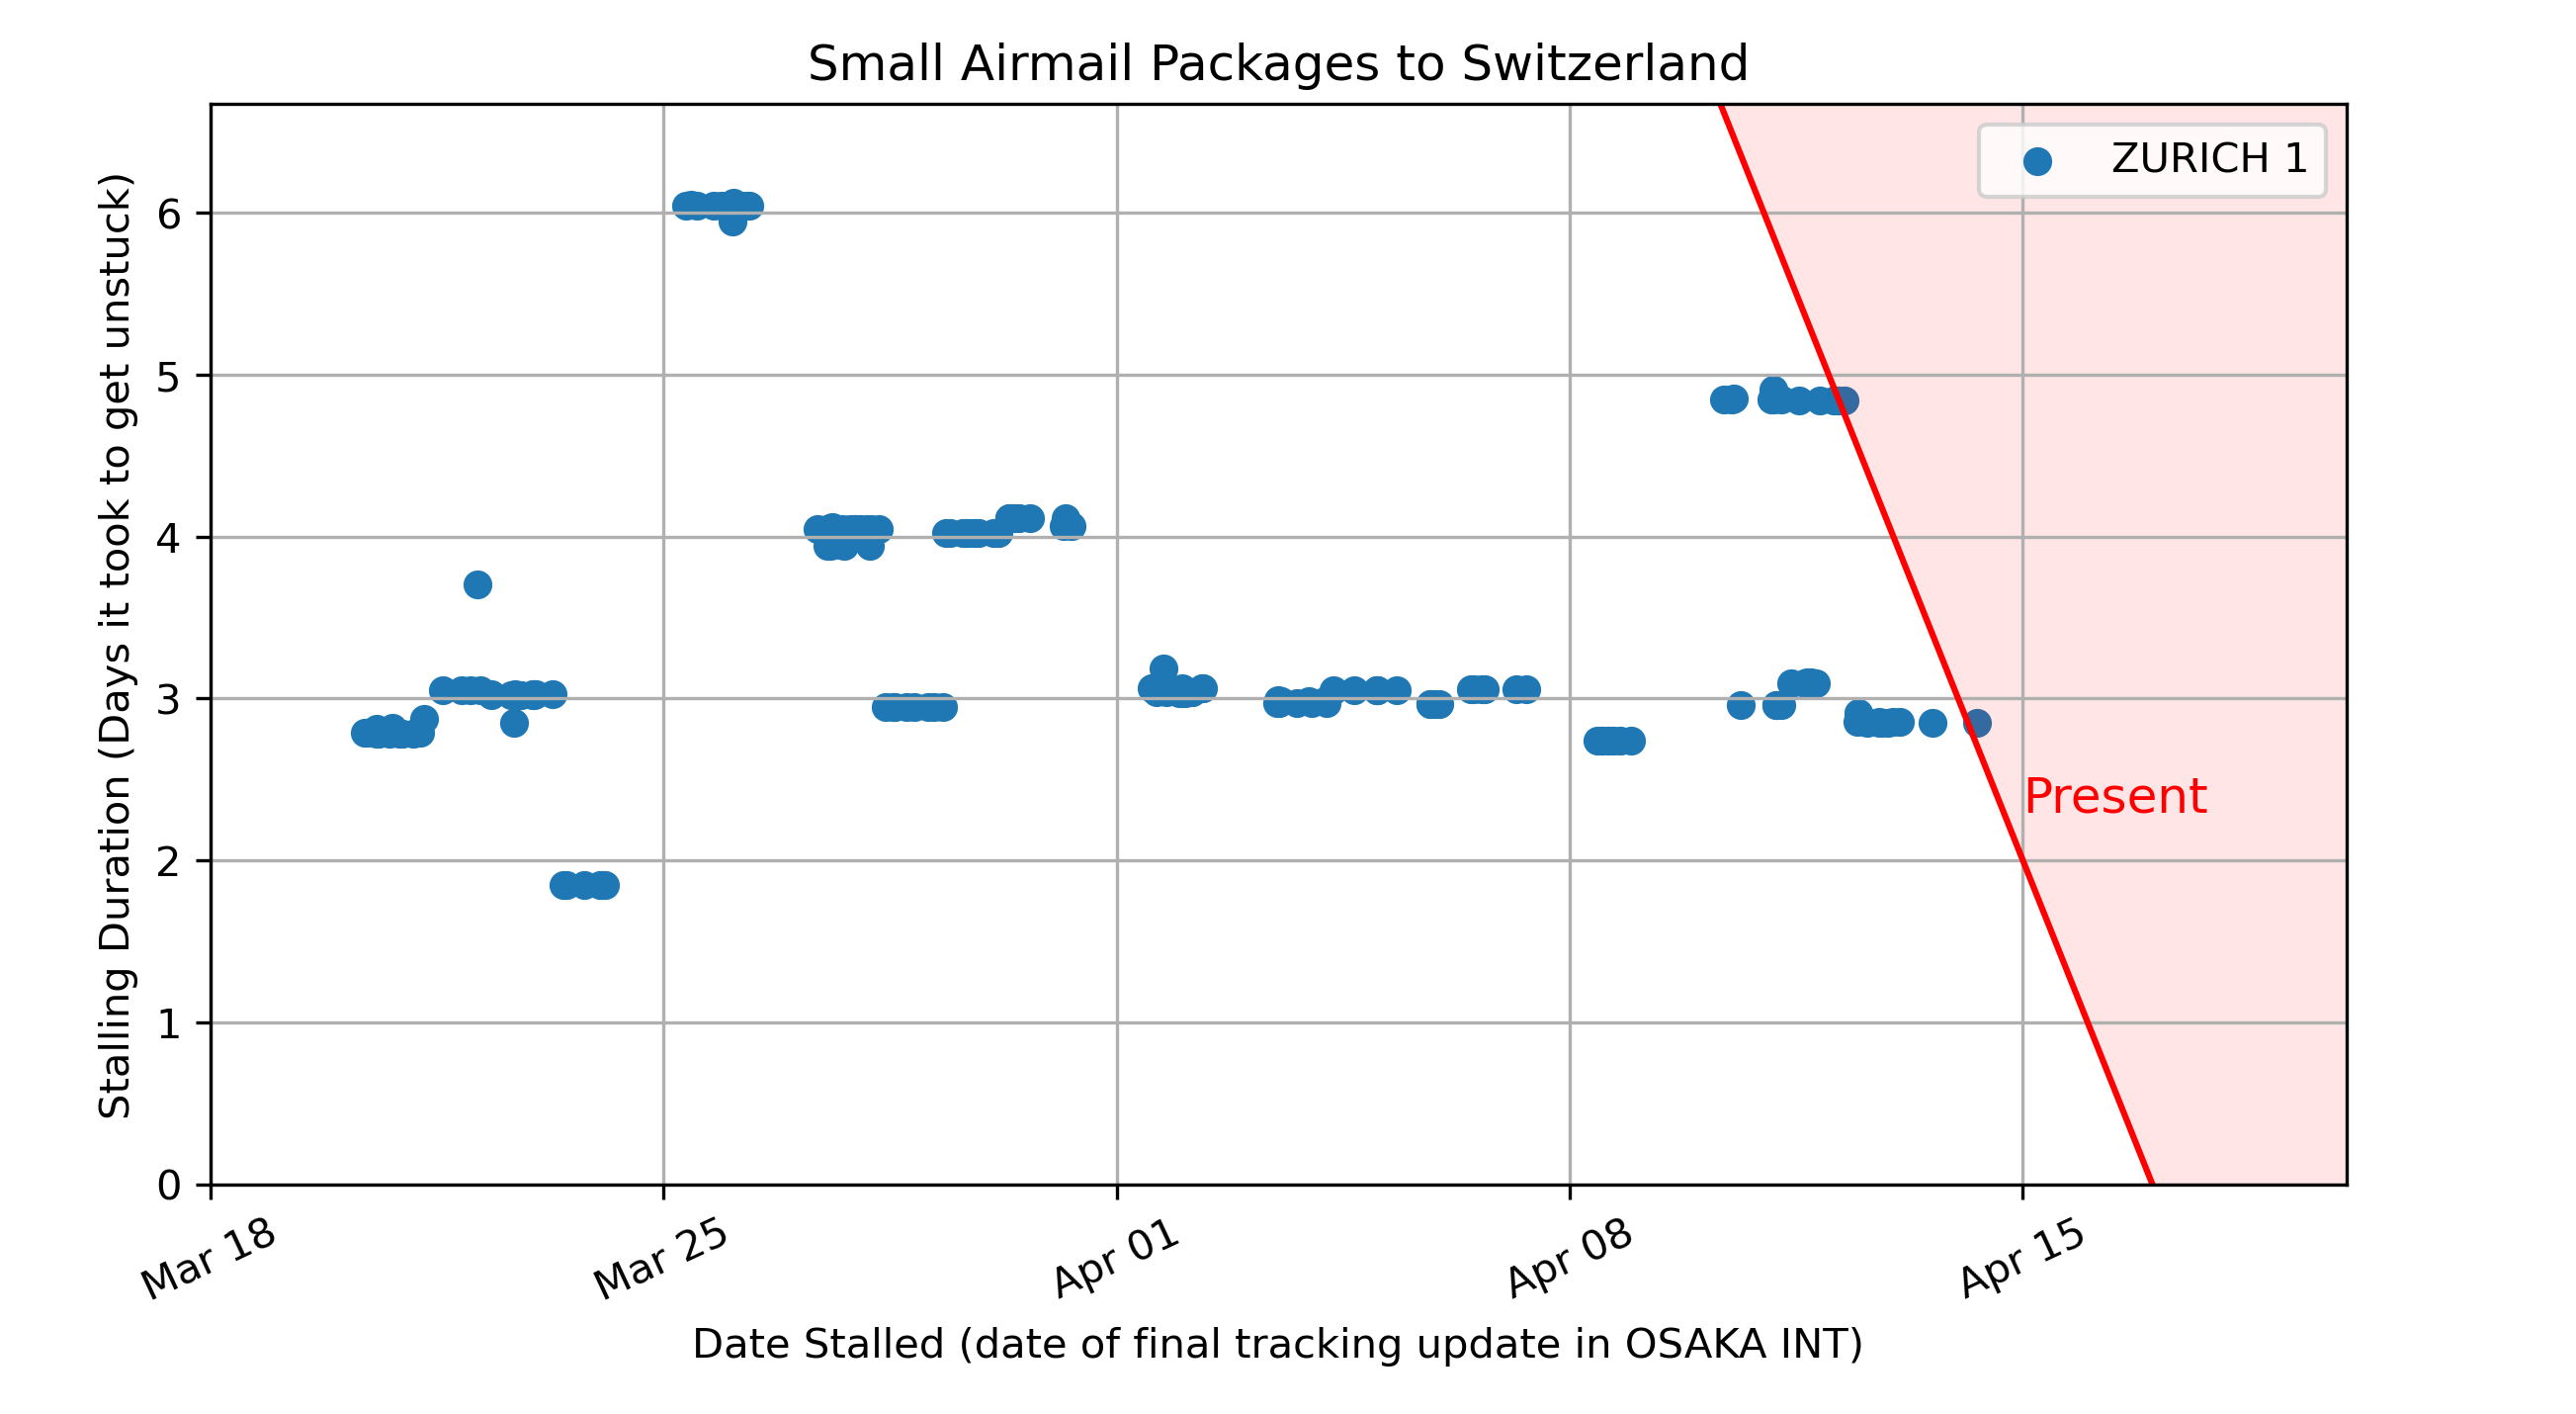 Small Airmail Packages to Switzerland
Stalling Duration (Days it took to get unstuck)
6
5
4
3
2
1
0
ZURICH 1
Present
Mar 18
Mar 25
Apr 01
Apr 08
Apr 15
Date Stalled (date of final tracking update in OSAKA INT)